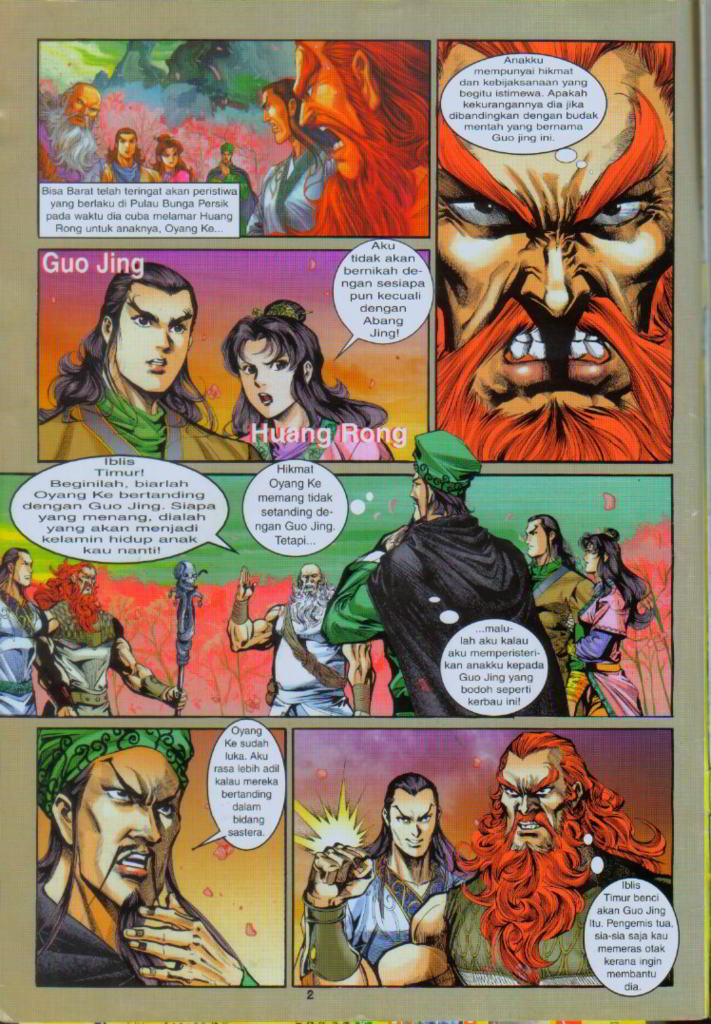 Bisa Barat telah teringat akan peristiwa
yang berlaku di Pulau Bunga Persik
pada waktu dia cuba melamar Huang
Rong untuk anaknya, Oyang Ke...
Anakku
mempunyai hikmat
dan kebijaksanaan yang
begitu istimewa. Apakah
kekurangannya dia jika
dibandingkan dengan budak
mentah yang bernama
Guo jing ini.
Guo Jing
Aku
tidak akan
bernikah de-
ngan sesiapa
pun kecuali
dengan
Abang
Jing!
Huang Rong
Iblis
Timur!
Beginilah, biarlah
Oyang Ke bertanding
dengan Guo Jing. Siapa
yang menang, dialah
yang akan menjadi
kelamin hidup anak
kau nanti!
Hikmat
Oyang Ke
memang tidak
setanding de-
ngan Guo Jing.
Tetapi...
...malu-
lah aku kalau
aku memperisteri-
kan anakku kepada
Guo Jing yang
bodoh seperti
kerbau ini!
Oyang
Ke sudah
luka. Aku
rasa lebih adil
kalau mereka
bertanding
dalam
bidang
sastera.
Iblis
Timur benci
akan Guo Jing
Itu. Pengemis tua,
sia-sia saja kau
memeras otak
kerana ingin
membantu
dia.
2